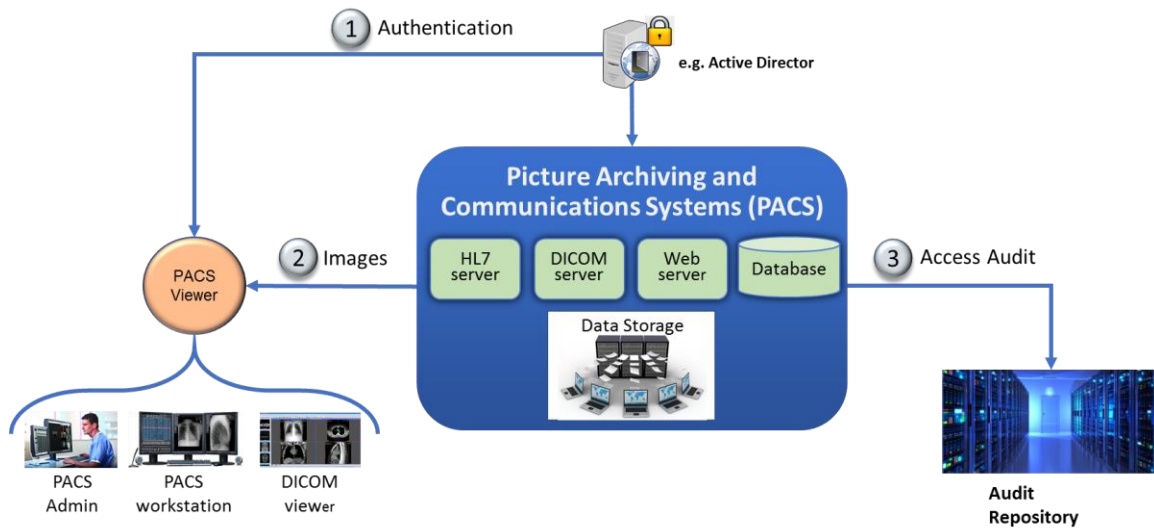 1 Authentication
e.g. Active Director
Picture Archiving and
Communications Systems (PACS)
HL7
server
DICOM
server
Web
server
Database
Data Storage
2 Images
PACS
Viewer
3 Access Audit
PACS
Admin
PACS
workstation
DICOM
viewer
Audit
Repository